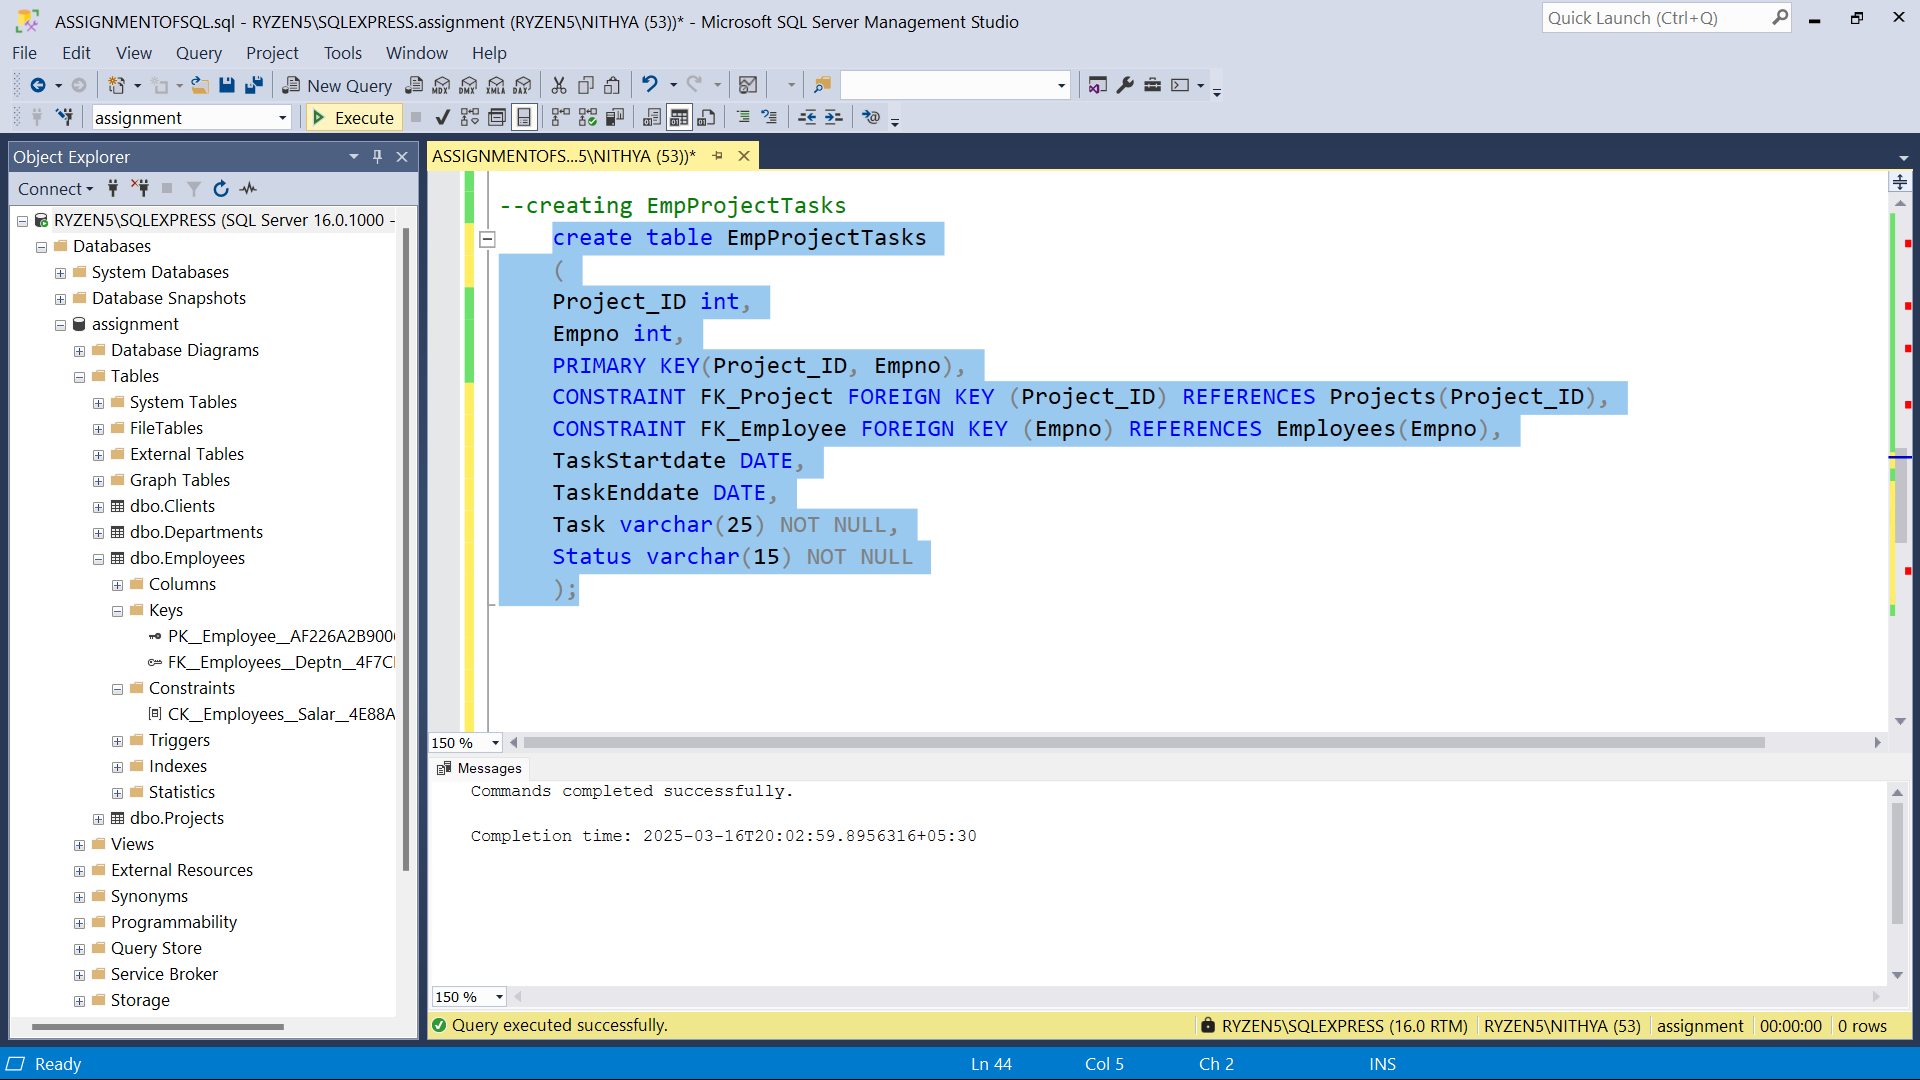 ASSIGNMENTOFSQL.sql - RYZEN5\SQLEXPRESS.assignment (RYZEN5\NITHYA (53))* - Microsoft SQL Server Management Studio
Quick Launch (Ctrl+Q)
File Edit View Query Project Tools Window Help
New Query MDX DMX XMLA DAX
assignment Execute
Object Explorer
Connect
RYZEN5\SQLEXPRESS (SQL Server 16.0.1000 -
Databases
System Databases
Database Snapshots
assignment
Database Diagrams
Tables
System Tables
FileTables
External Tables
Graph Tables
dbo.Clients
dbo.Departments
dbo.Employees
Columns
Keys
PK__Employee__AF226A2B900
FK__Employees__Deptn__4F7C
Constraints
CK__Employees__Salar__4E88A
Triggers
Indexes
Statistics
dbo.Projects
Views
External Resources
Synonyms
Programmability
Query Store
Service Broker
Storage
ASSIGNMENTOFS...5\NITHYA (53))*
--creating EmpProjectTasks
create table EmpProjectTasks
(
Project_ID int,
Empno int,
PRIMARY KEY(Project_ID, Empno),
CONSTRAINT FK_Project FOREIGN KEY (Project_ID) REFERENCES Projects(Project_ID),
CONSTRAINT FK_Employee FOREIGN KEY (Empno) REFERENCES Employees(Empno),
TaskStartdate DATE,
TaskEnddate DATE,
Task varchar(25) NOT NULL,
Status varchar(15) NOT NULL
);
150 %
Messages
Commands completed successfully.
Completion time: 2025-03-16T20:02:59.8956316+05:30
150 %
Query executed successfully. RYZEN5\SQLEXPRESS (16.0 RTM) RYZEN5\NITHYA (53) assignment 00:00:00 0 rows
Ready Ln 44 Col 5 Ch 2 INS